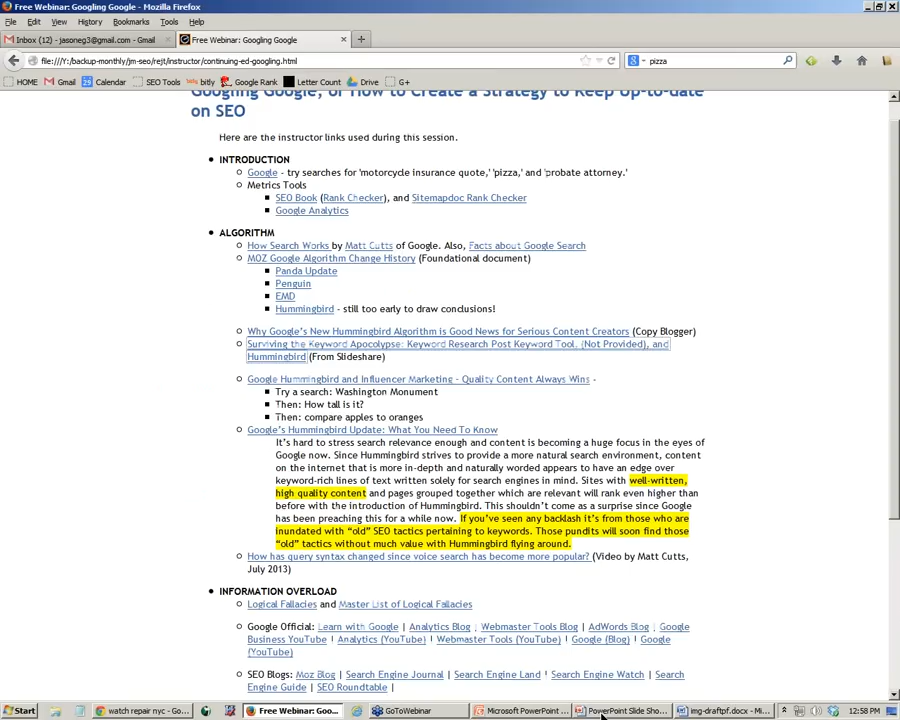 Free Webinar: Googling Google - Mozilla Firefox
File Edit View History Bookmarks Tools Help
Inbox (12) - jasoneg3@gmail.com - Gmail × Free Webinar: Googling Google × +
file:///Y:/backup-monthly/jm-seo/rejt/instructor/continuing-ed-googling.html pizza
HOME Gmail Calendar SEO Tools bitly Google Rank Letter Count Drive G+
Googling Google, or How to Create a Strategy to Keep Up-to-date
on SEO
Here are the instructor links used during this session.
INTRODUCTION
Google - try searches for 'motorcycle insurance quote,' 'pizza,' and 'probate attorney.'
Metrics Tools
SEO Book (Rank Checker), and Sitemapdoc Rank Checker
Google Analytics
ALGORITHM
How Search Works by Matt Cutts of Google. Also, Facts about Google Search
MOZ Google Algorithm Change History (Foundational document)
Panda Update
Penguin
EMD
Hummingbird - still too early to draw conclusions!
Why Google's New Hummingbird Algorithm is Good News for Serious Content Creators (Copy Blogger)
Surviving the Keyword Apocolypse: Keyword Research Post Keyword Tool, (Not Provided), and
Hummingbird (From Slideshare)
Google Hummingbird and Influencer Marketing - Quality Content Always Wins -
Try a search: Washington Monument
Then: How tall is it?
Then: compare apples to oranges
Google's Hummingbird Update: What You Need To Know
It's hard to stress search relevance enough and content is becoming a huge focus in the eyes of
Google now. Since Hummingbird strives to provide a more natural search environment, content
on the internet that is more in-depth and naturally worded appears to have an edge over
keyword-rich lines of text written solely for search engines in mind. Sites with well-written,
high quality content and pages grouped together which are relevant will rank even higher than
before with the introduction of Hummingbird. This shouldn't come as a surprise since Google
has been preaching this for a while now. If you've seen any backlash it's from those who are
inundated with "old" SEO tactics pertaining to keywords. Those pundits will soon find those
"old" tactics without much value with Hummingbird flying around.
How has query syntax changed since voice search has become more popular? (Video by Matt Cutts,
July 2013)
INFORMATION OVERLOAD
Logical Fallacies and Master List of Logical Fallacies
Google Official: Learn with Google | Analytics Blog | Webmaster Tools Blog | AdWords Blog | Google
Business YouTube | Analytics (YouTube) | Webmaster Tools (YouTube) | Google (Blog) | Google
(YouTube)
SEO Blogs: Moz Blog | Search Engine Journal | Search Engine Land | Search Engine Watch | Search
Engine Guide | SEO Roundtable |
Start watch repair nyc - Go... Free Webinar: Goo... GoToWebinar Microsoft PowerPoint ... PowerPoint Slide Sho... img-draftpf.docx - Mi... 12:58 PM